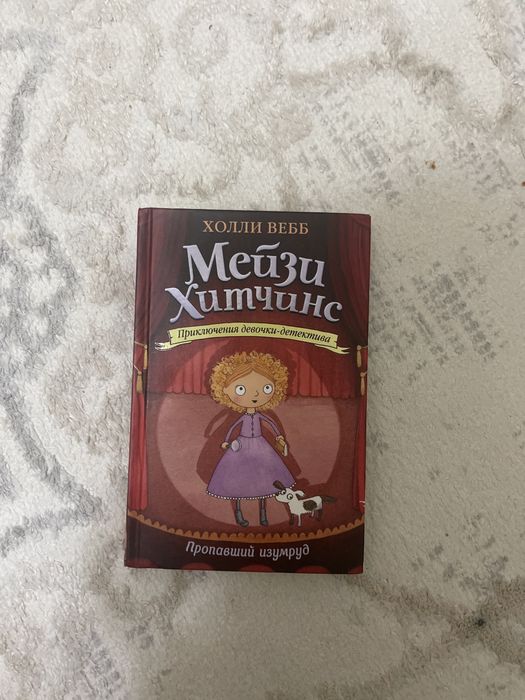 ХОЛЛИ ВЕББ
Мейзи
Хитчинс
Приключения девочки-детектива
Пропавший изумруд